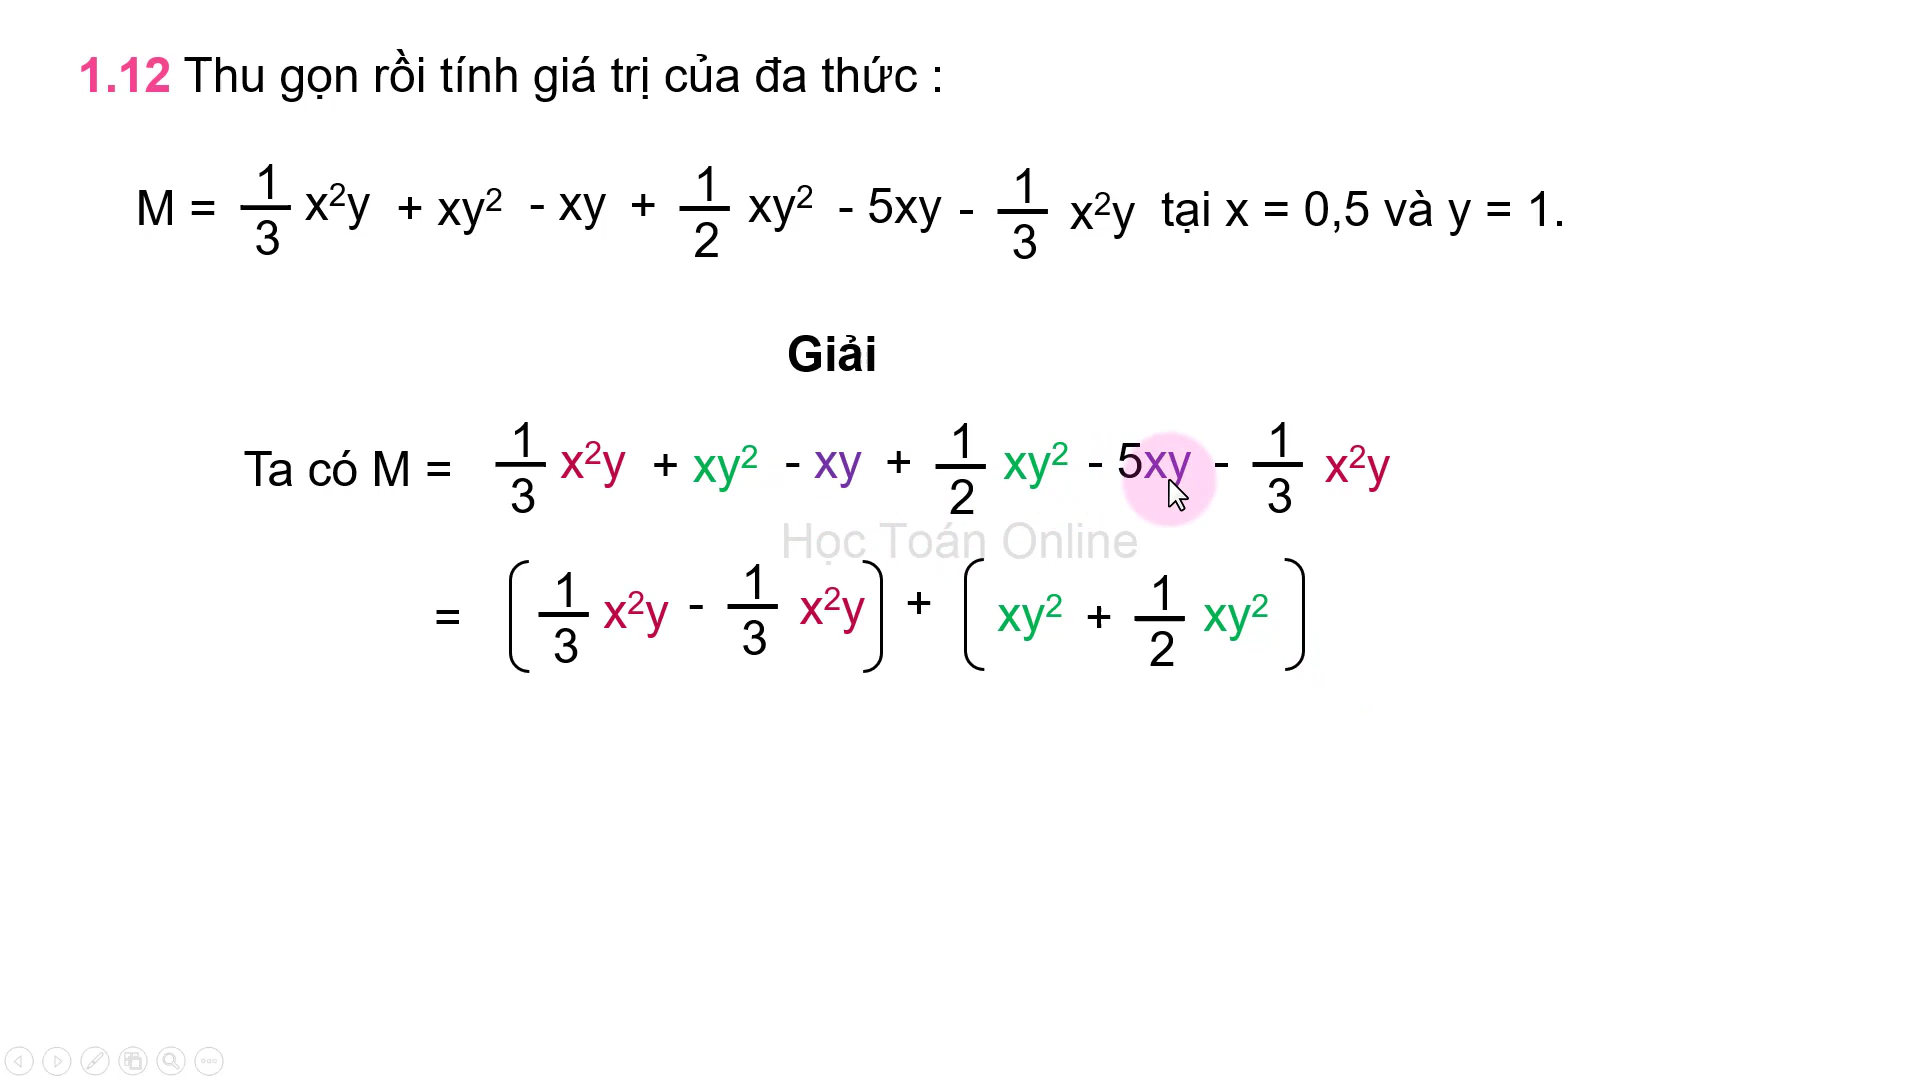 1.12 Thu gọn rồi tính giá trị của đa thức :
M = 1/3 x²y + xy² - xy + 1/2 xy² - 5xy - 1/3 x²y tại x = 0,5 và y = 1.
Giải
Ta có M = 1/3 x²y + xy² - xy + 1/2 xy² - 5xy - 1/3 x²y
Học Toán Online
= ( 1/3 x²y - 1/3 x²y ) + ( xy² + 1/2 xy² )